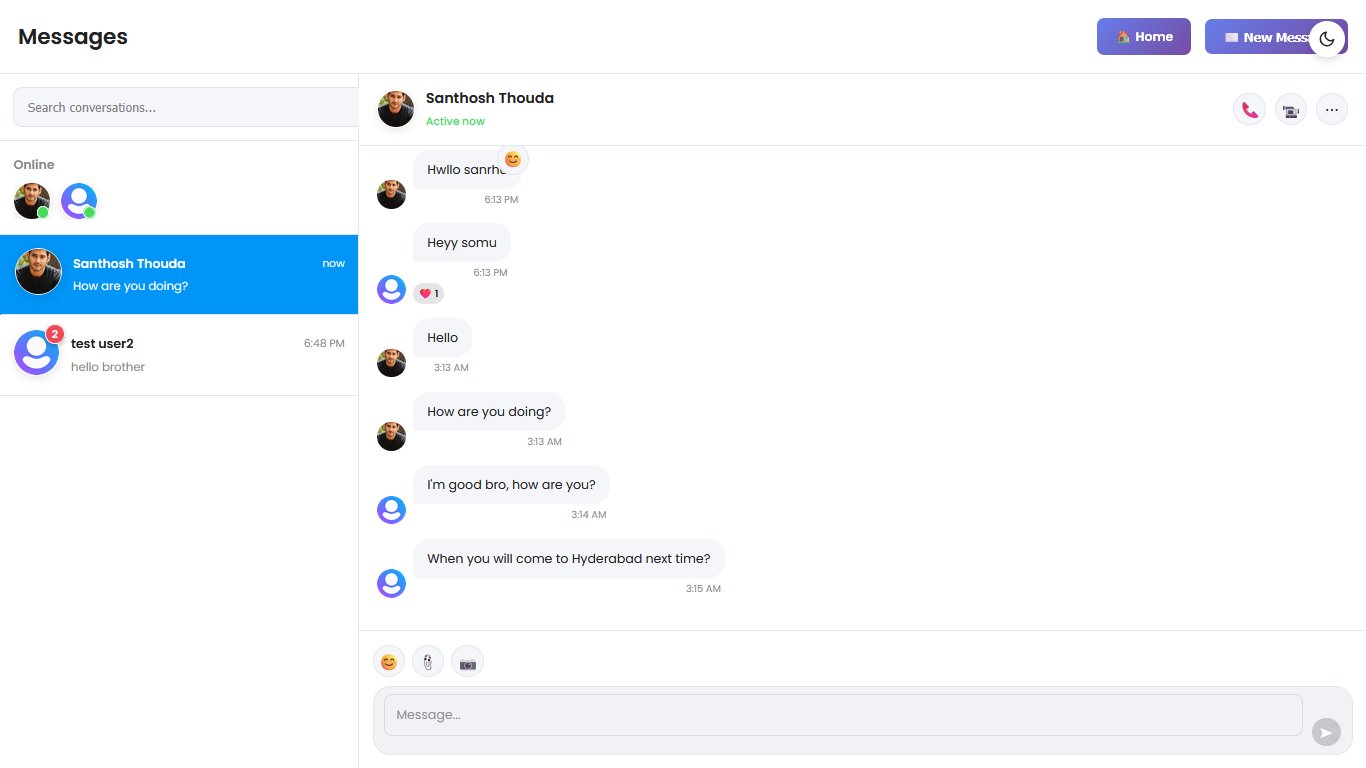 Messages
Home
New Mess
Search conversations...
Online
Santhosh Thouda
now
How are you doing?
2
test user2
6:48 PM
hello brother
Santhosh Thouda
Active now
Hwllo
6:13 PM
Heyy somu
6:13 PM
1
Hello
3:13 AM
How are you doing?
3:13 AM
I'm good bro, how are you?
3:14 AM
When you will come to Hyderabad next time?
3:15 AM
Message...